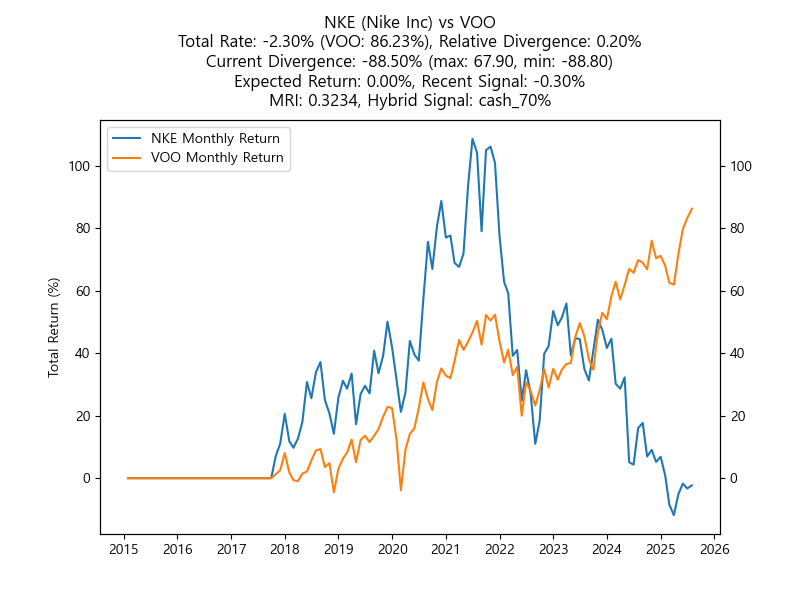 NKE (Nike Inc) vs VOO
Total Rate: -2.30% (VOO: 86.23%), Relative Divergence: 0.20%
Current Divergence: -88.50% (max: 67.90, min: -88.80)
Expected Return: 0.00%, Recent Signal: -0.30%
MRI: 0.3234, Hybrid Signal: cash_70%
NKE Monthly Return
VOO Monthly Return
100
80
60
40
20
0
Total Return (%)
100
80
60
40
20
0
2015 2016 2017 2018 2019 2020 2021 2022 2023 2024 2025 2026